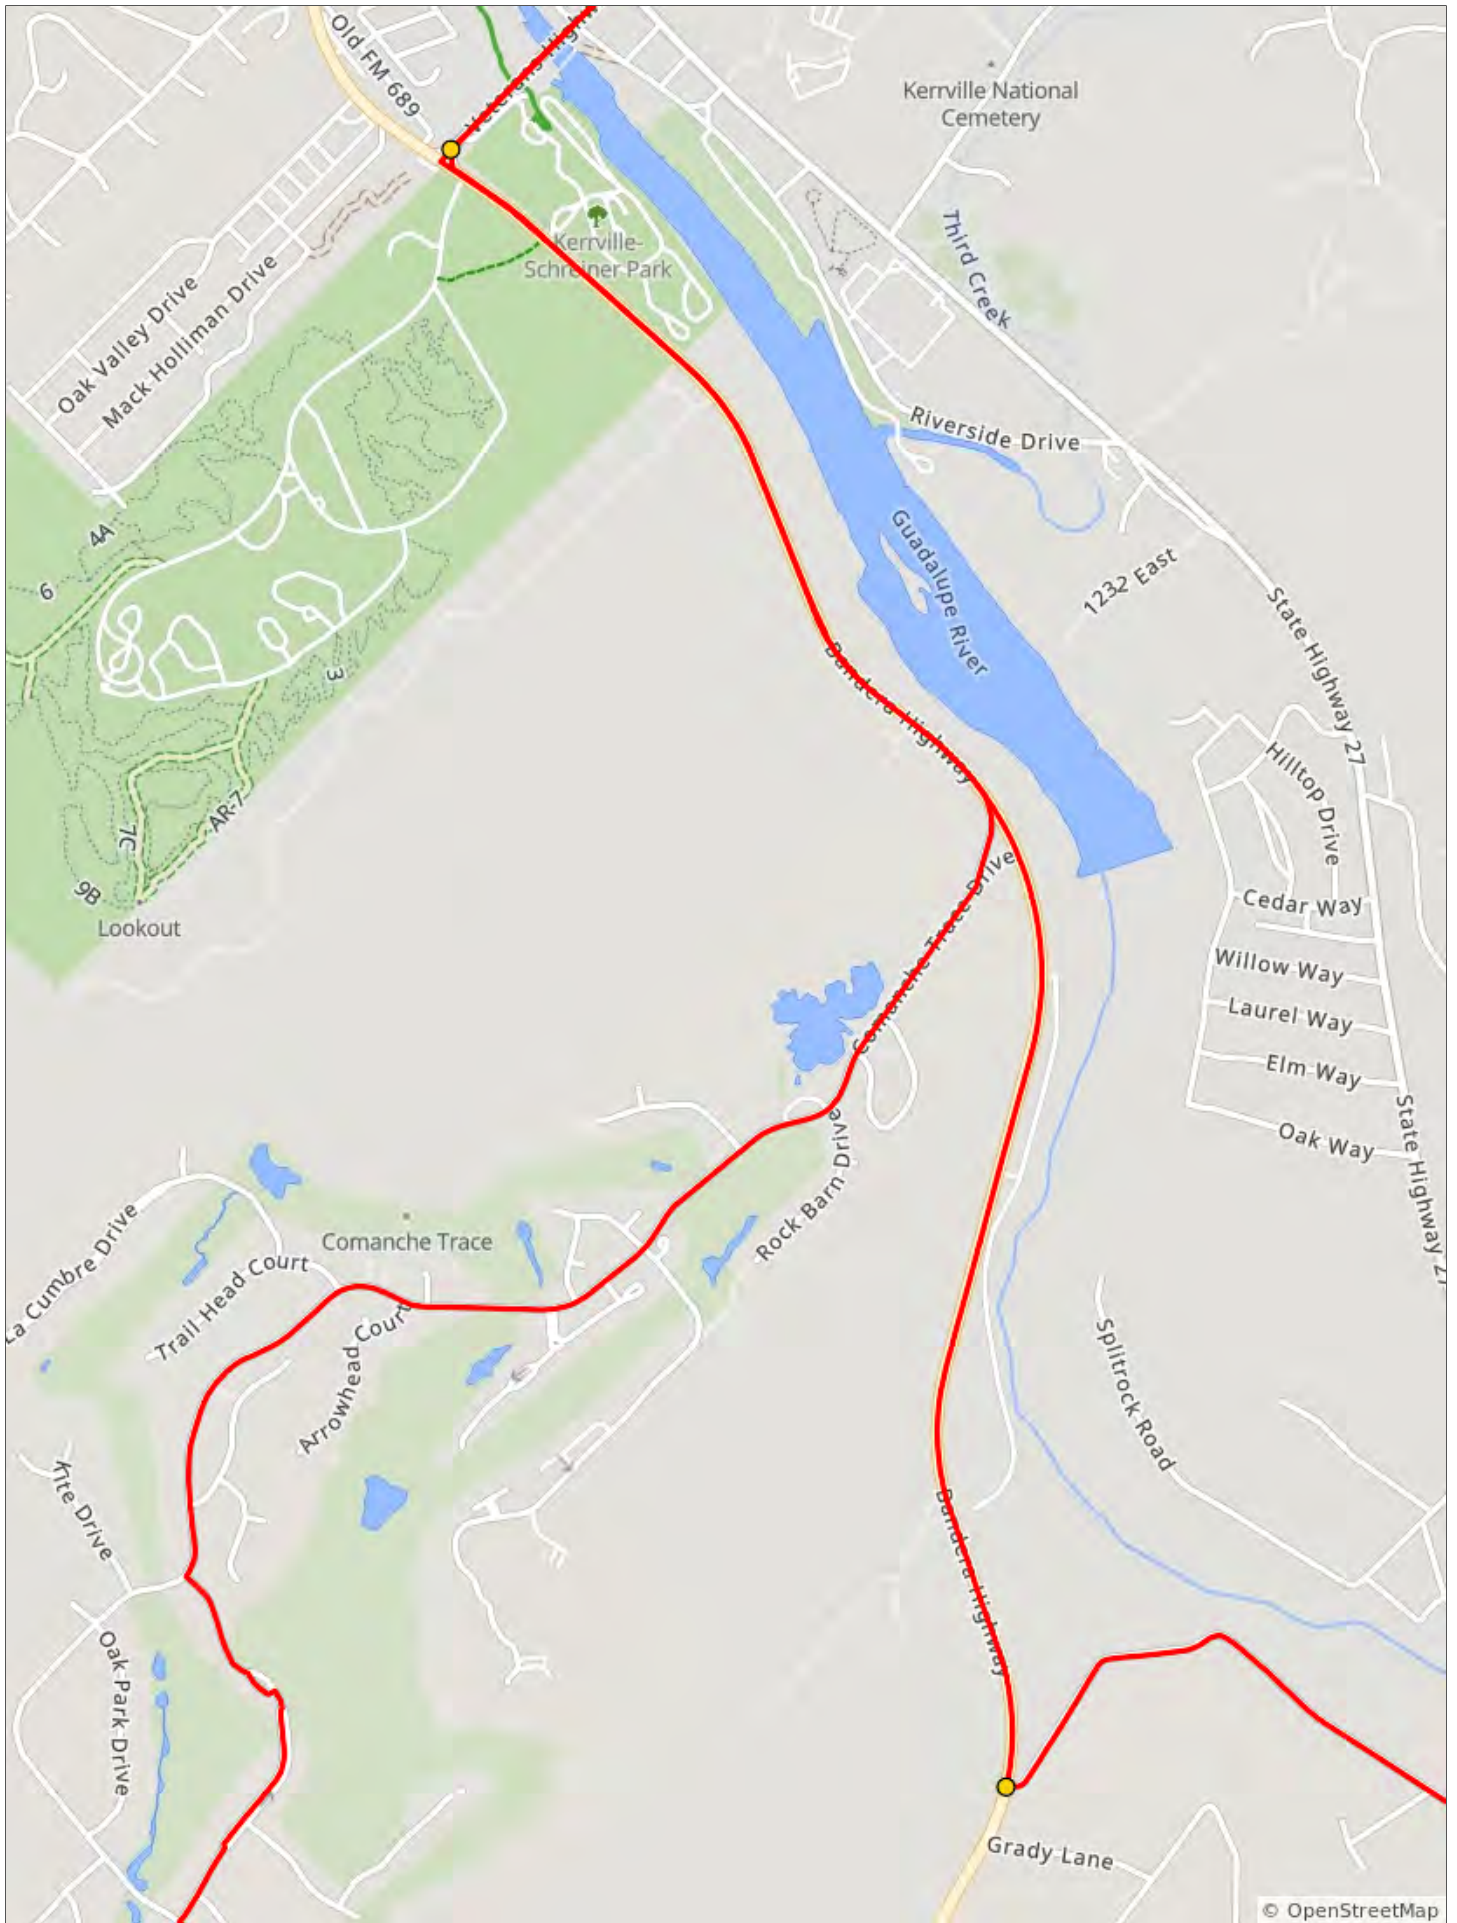 Old FM 689
Veterans Highw
Kerrville National
Cemetery
Third Creek
Kerrville-
Schreiner Park
Oak Valley Drive
Mack Holliman Drive
Riverside Drive
4A
6
Guadalupe River
1232 East
State Highway 27
3
Bandera Highway
Hilltop Drive
AR-7
7C
9B
Lookout
Comanche Trace Drive
Cedar Way
Willow Way
Laurel Way
Elm Way
Oak Way
State Highway 27
Rock Barn Drive
La Cumbre Drive
Comanche Trace
Trail Head Court
Arrowhead Court
Splitrock Road
Kite Drive
Bandera Highway
Oak Park Drive
Grady Lane
© OpenStreetMap